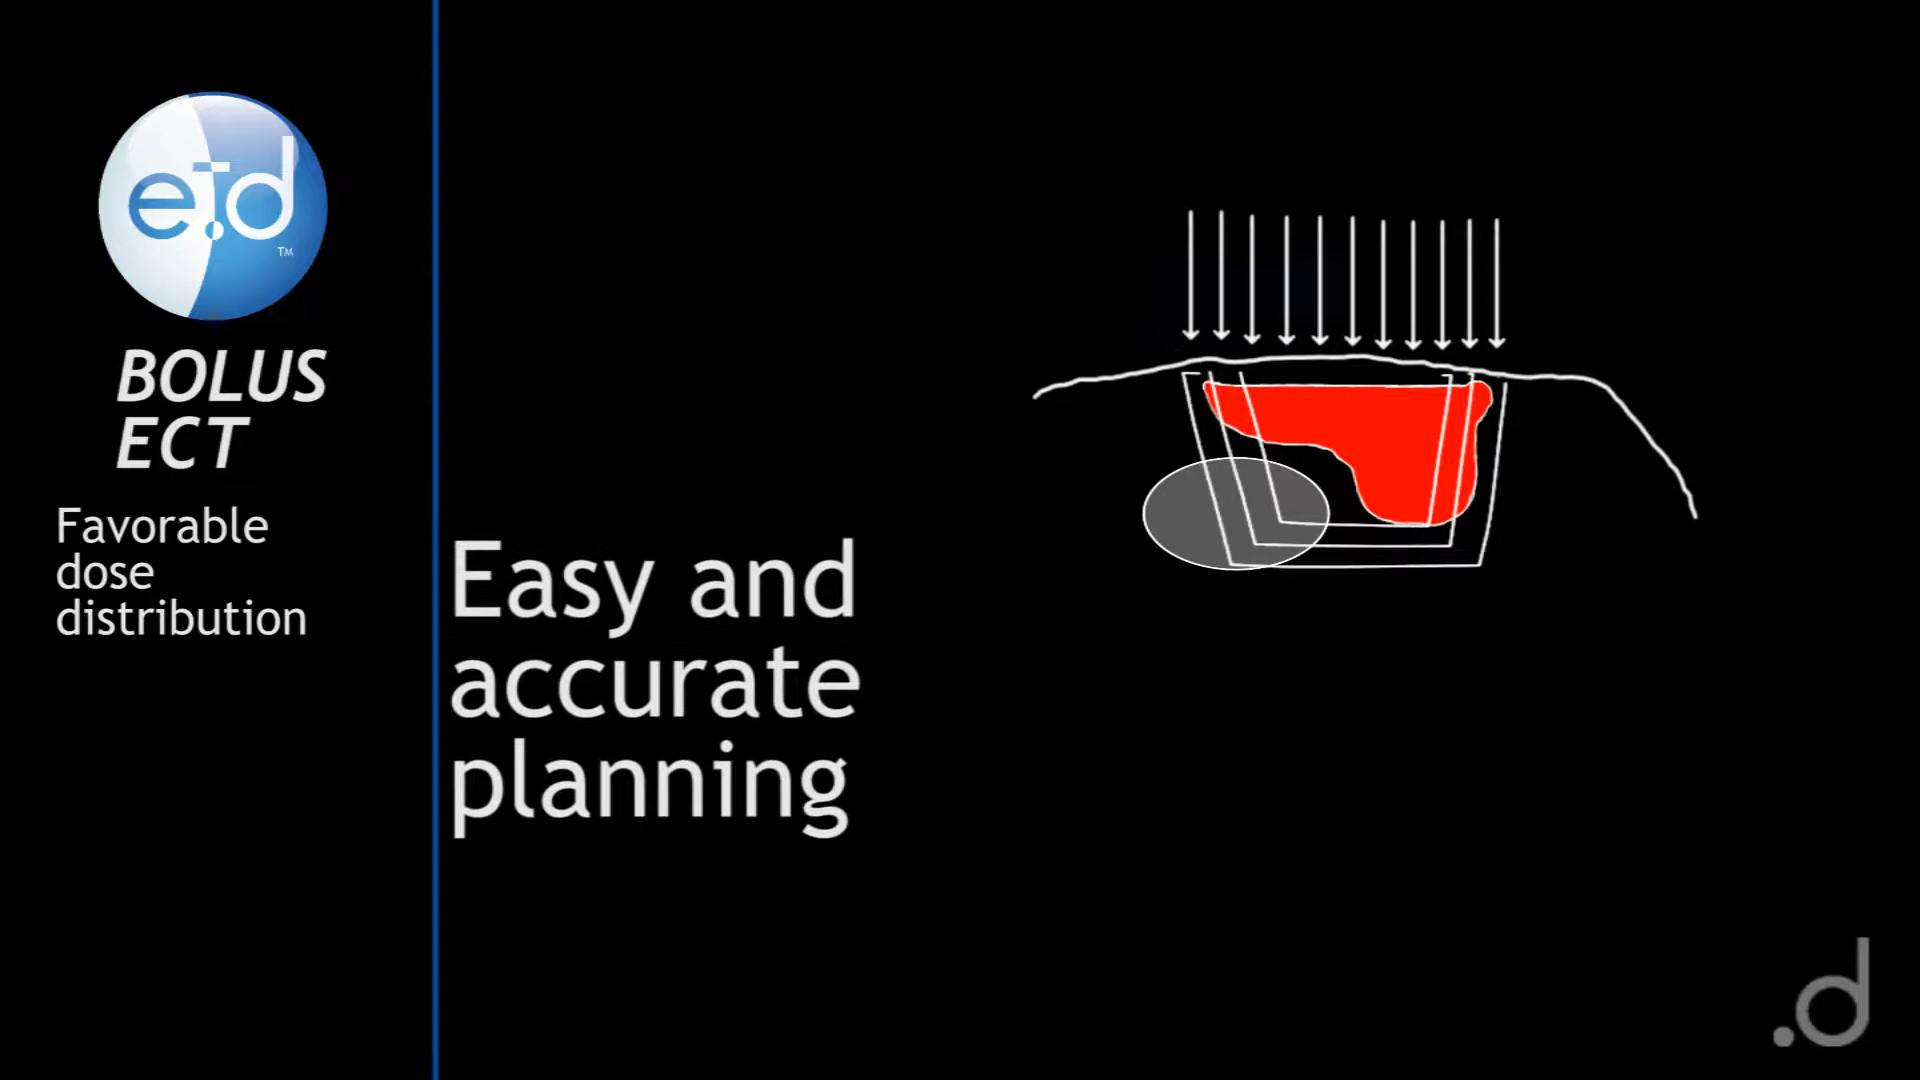 e.d
TM
BOLUS
ECT
Favorable
dose
distribution
Easy and
accurate
planning
.d